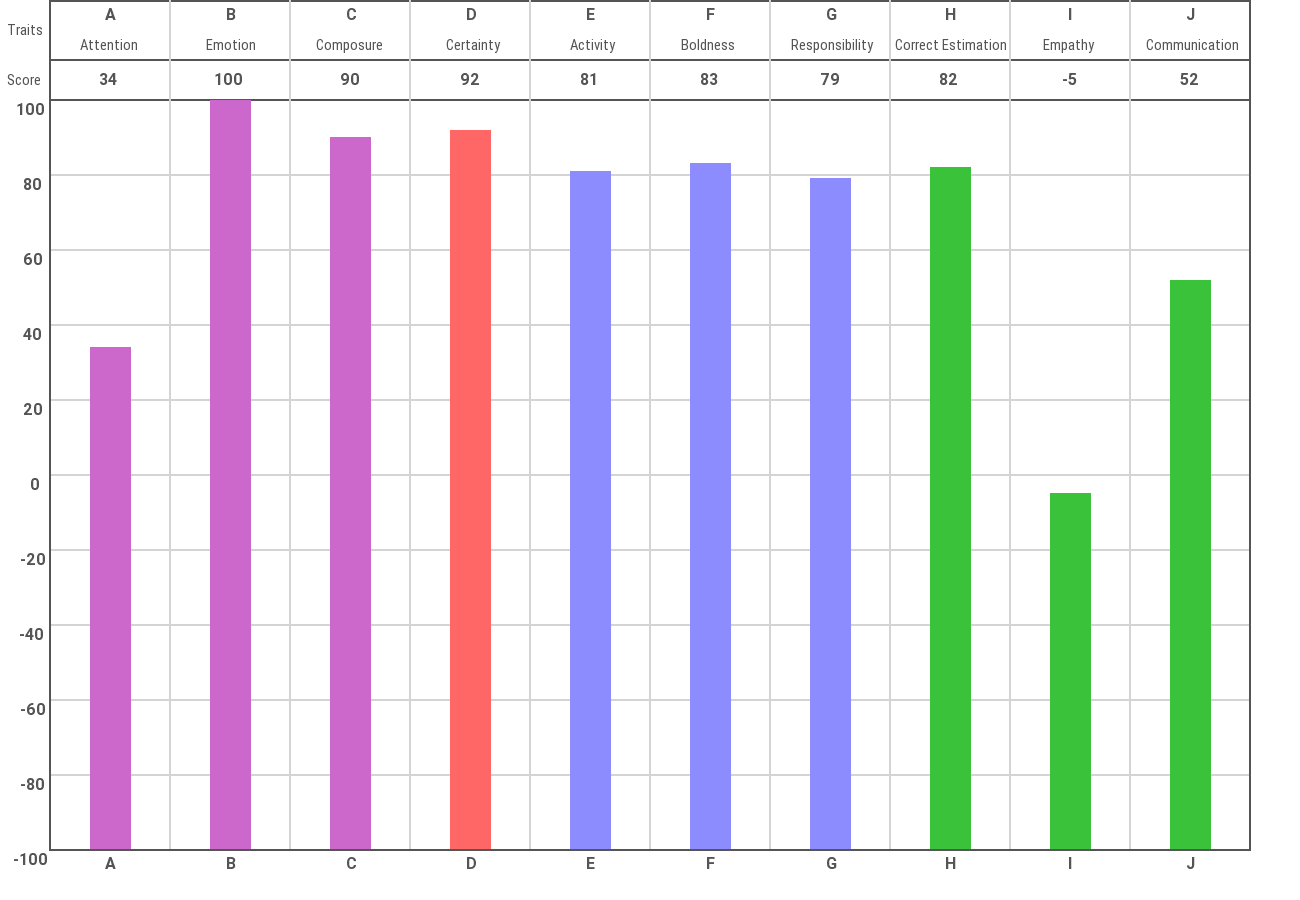 A B C D E F G H I J
Traits
Attention Emotion Composure Certainty Activity Boldness Responsibility Correct Estimation Empathy Communication
Score 34 100 90 92 81 83 79 82 -5 52
100
80
60
40
20
0
-20
-40
-60
-80
-100
A B C D E F G H I J